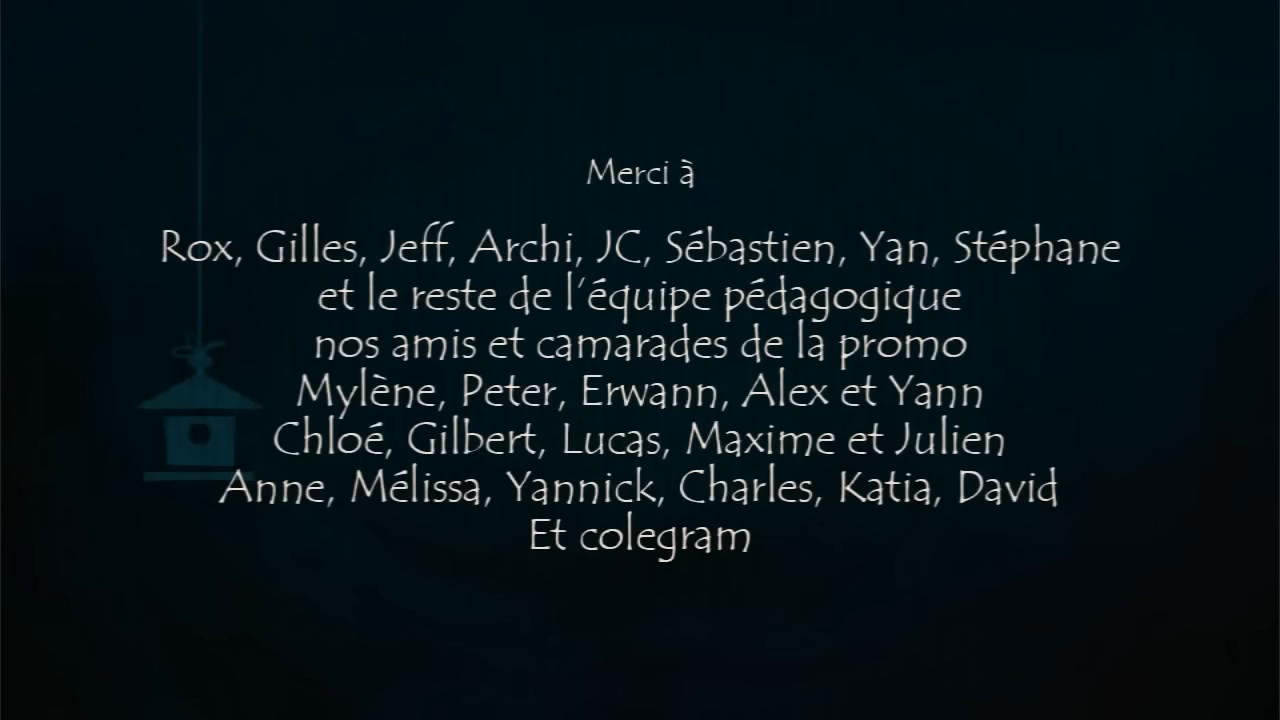 Merci à
Rox, Gilles, Jeff, Archi, JC, Sébastien, Yan, Stéphane
et le reste de l'équipe pédagogique
nos amis et camarades de la promo
Mylène, Peter, Erwann, Alex et Yann
Chloé, Gilbert, Lucas, Maxime et Julien
Anne, Mélissa, Yannick, Charles, Katia, David
Et colegram